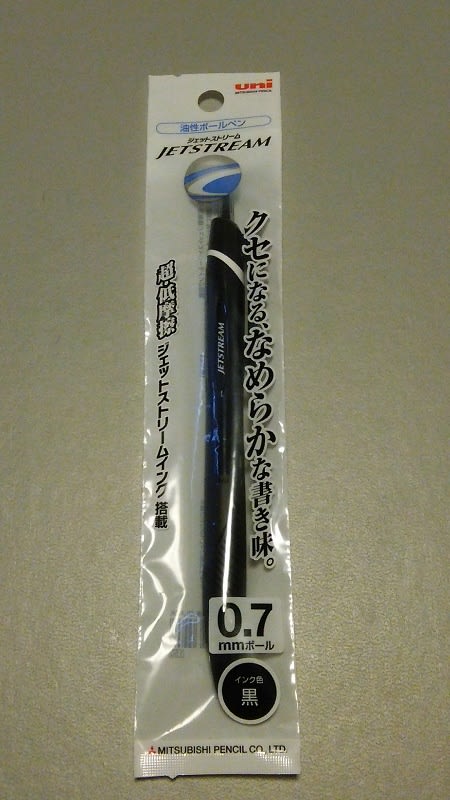 uni
MITSUBISHI PENCIL
油性ボールペン
ジェットストリーム
JETSTREAM
クセになる、なめらかな書き味。
超・低摩擦 ジェットストリームインク搭載
JETSTREAM
0.7
mmボール
インク色
黒
MITSUBISHI PENCIL CO., LTD.